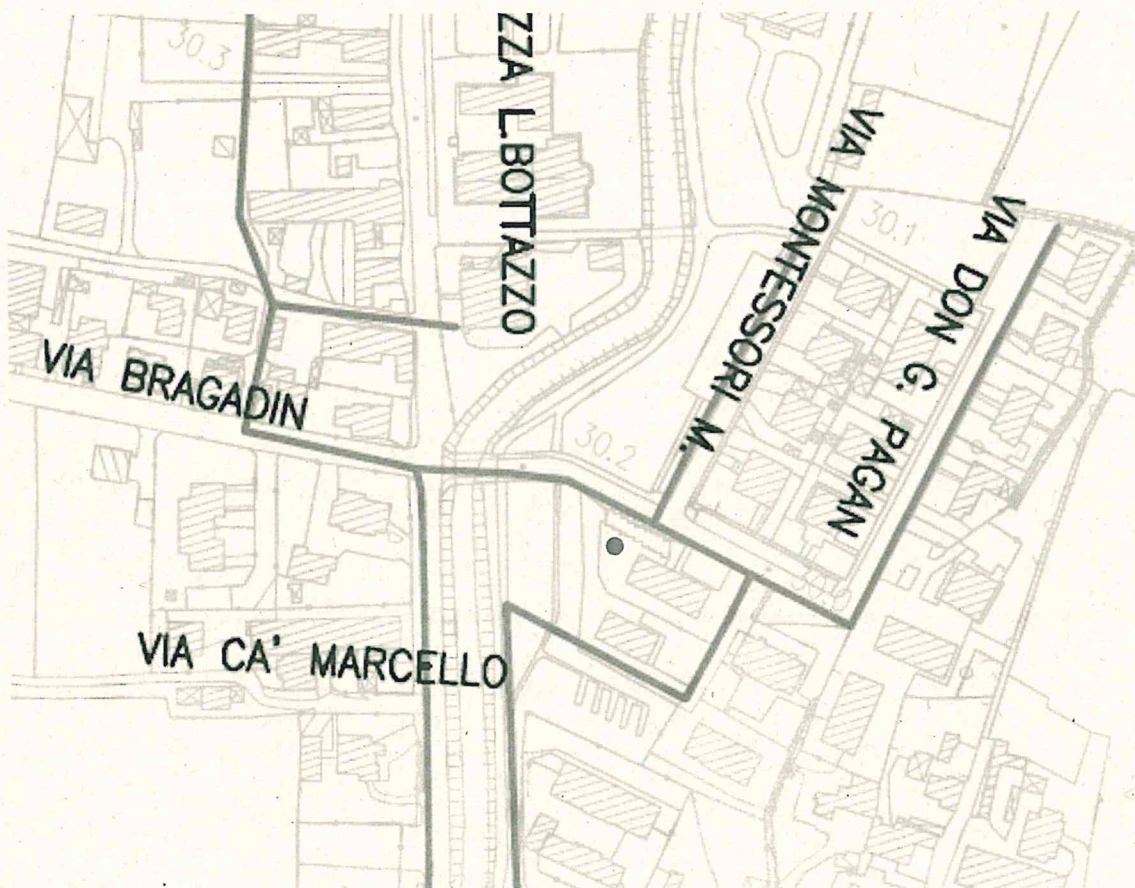 30.3
ZZA L.BOTTAZZO
VIA MONTESSORI M.
30.1
VIA DON G. PAGAN
VIA BRAGADIN
30.2
VIA CA' MARCELLO